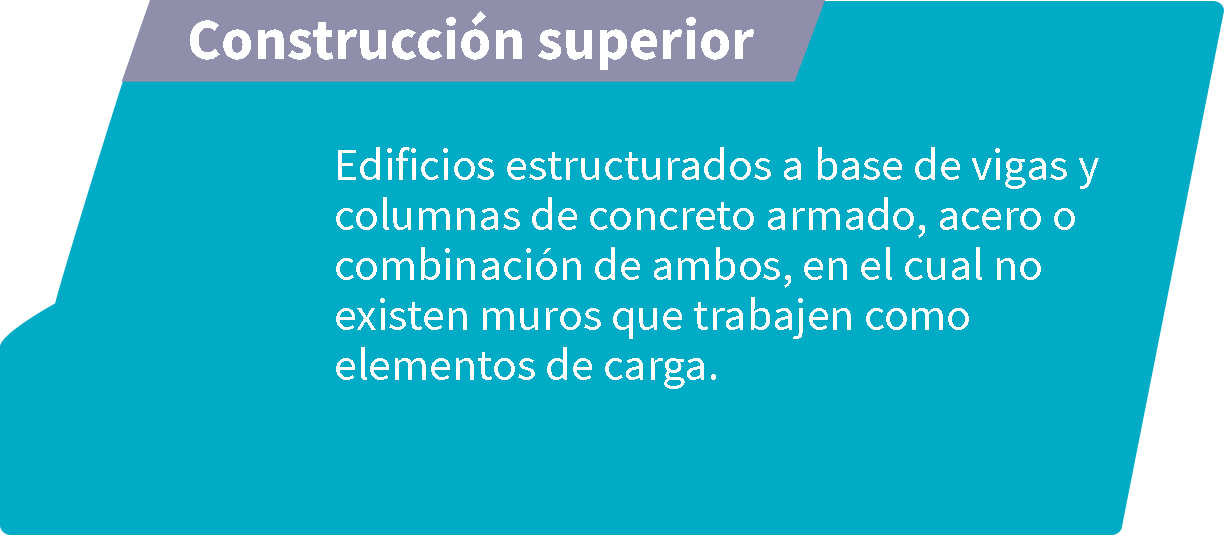 Construcción superior
Edificios estructurados a base de vigas y
columnas de concreto armado, acero o
combinación de ambos, en el cual no
existen muros que trabajen como
elementos de carga.